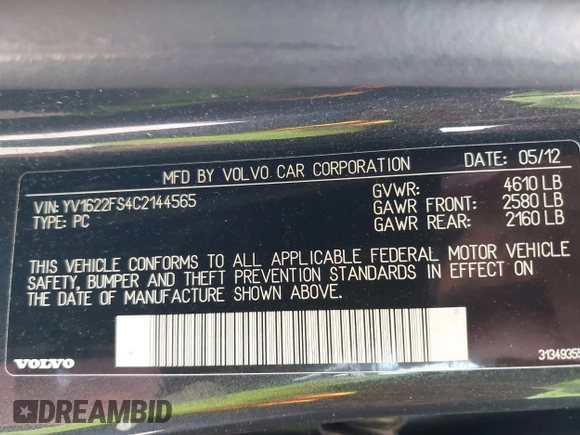 MFD BY VOLVO CAR CORPORATION DATE: 05/12
VIN: YV1622FS4C2144565 GVWR: 4610 LB
TYPE: PC GAWR FRONT: 2580 LB
GAWR REAR: 2160 LB
THIS VEHICLE CONFORMS TO ALL APPLICABLE FEDERAL MOTOR VEHICLE
SAFETY, BUMPER AND THEFT PREVENTION STANDARDS IN EFFECT ON
THE DATE OF MANUFACTURE SHOWN ABOVE.
VOLVO 31349355
DREAMBID